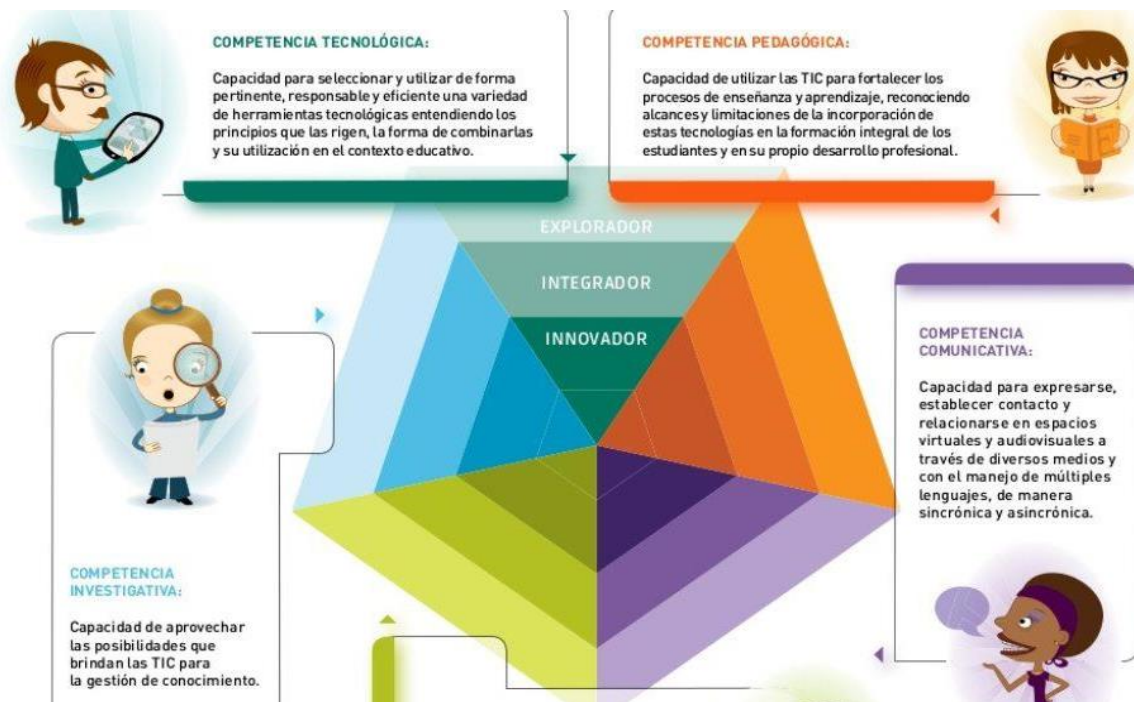 COMPETENCIA TECNOLÓGICA:
Capacidad para seleccionar y utilizar de forma
pertinente, responsable y eficiente una variedad
de herramientas tecnológicas entendiendo los
principios que las rigen, la forma de combinarlas
y su utilización en el contexto educativo.
COMPETENCIA PEDAGÓGICA:
Capacidad de utilizar las TIC para fortalecer los
procesos de enseñanza y aprendizaje, reconociendo
alcances y limitaciones de la incorporación de
estas tecnologías en la formación integral de los
estudiantes y en su propio desarrollo profesional.
EXPLORADOR
INTEGRADOR
INNOVADOR
COMPETENCIA
COMUNICATIVA:
Capacidad para expresarse,
establecer contacto y
relacionarse en espacios
virtuales y audiovisuales a
través de diversos medios y
con el manejo de múltiples
lenguajes, de manera
sincrónica y asincrónica.
COMPETENCIA
INVESTIGATIVA:
Capacidad de aprovechar
las posibilidades que
brindan las TIC para
la gestión de conocimiento.